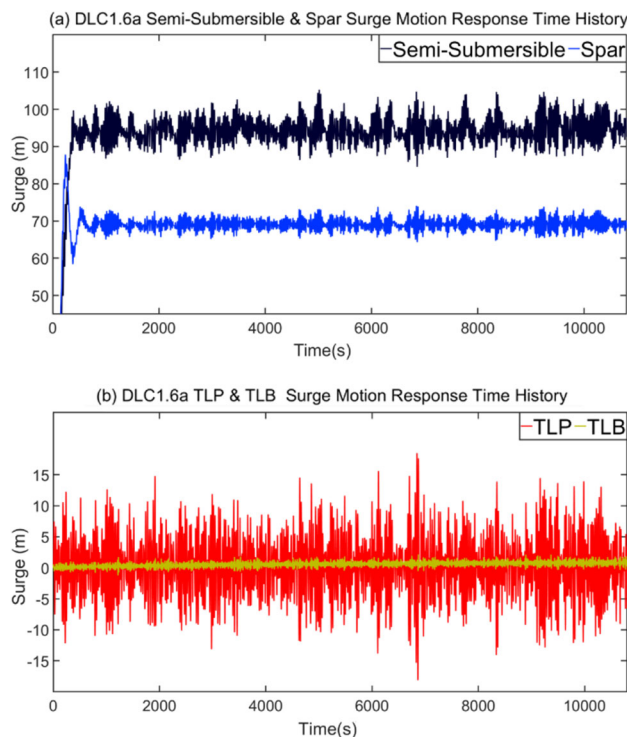 (a) DLC1.6a Semi-Submersible & Spar Surge Motion Response Time History
Semi-Submersible Spar
110
100
90
80
70
60
50
Surge (m)
0 2000 4000 6000 8000 10000
Time(s)
(b) DLC1.6a TLP & TLB Surge Motion Response Time History
TLP TLB
15
10
5
0
-5
-10
-15
Surge (m)
0 2000 4000 6000 8000 10000
Time(s)